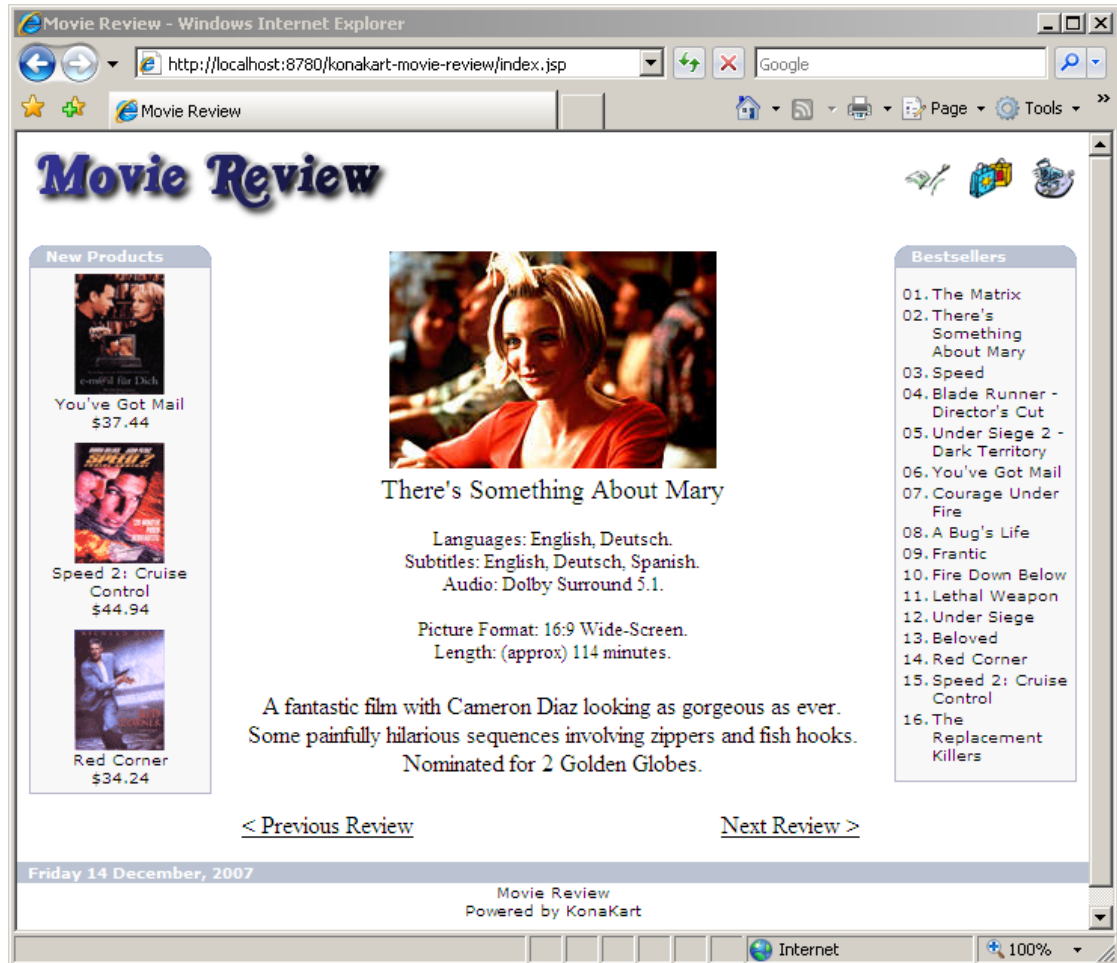 Movie Review - Windows Internet Explorer
http://localhost:8780/konakart-movie-review/index.jsp
Google
Movie Review
Page
Tools
Movie Review
New Products
e-m@il für Dich
You've Got Mail
$37.44
SPEED 2
Speed 2: Cruise
Control
$44.94
Red Corner
$34.24
There's Something About Mary
Languages: English, Deutsch.
Subtitles: English, Deutsch, Spanish.
Audio: Dolby Surround 5.1.
Picture Format: 16:9 Wide-Screen.
Length: (approx) 114 minutes.
A fantastic film with Cameron Diaz looking as gorgeous as ever.
Some painfully hilarious sequences involving zippers and fish hooks.
Nominated for 2 Golden Globes.
< Previous Review
Next Review >
Bestsellers
01. The Matrix
02. There's
Something
About Mary
03. Speed
04. Blade Runner -
Director's Cut
05. Under Siege 2 -
Dark Territory
06. You've Got Mail
07. Courage Under
Fire
08. A Bug's Life
09. Frantic
10. Fire Down Below
11. Lethal Weapon
12. Under Siege
13. Beloved
14. Red Corner
15. Speed 2: Cruise
Control
16. The
Replacement
Killers
Friday 14 December, 2007
Movie Review
Powered by KonaKart
Internet
100%